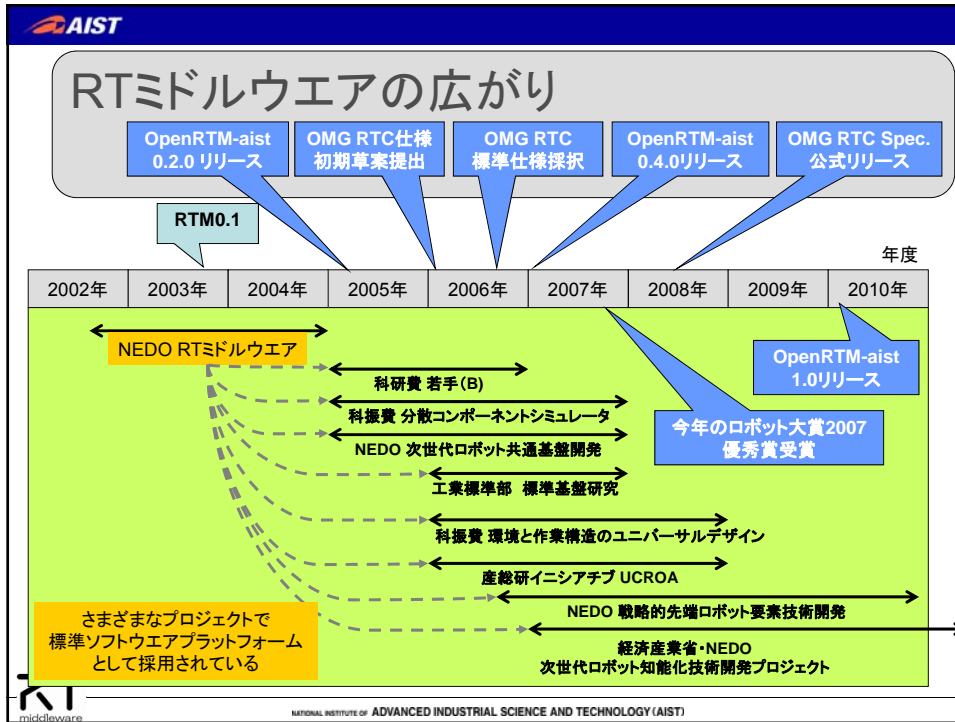 AIST
RTミドルウエアの広がり
OpenRTM-aist
0.2.0 リリース
OMG RTC仕様
初期草案提出
OMG RTC
標準仕様採択
OpenRTM-aist
0.4.0リリース
OMG RTC Spec.
公式リリース
RTM0.1
年度
2002年 2003年 2004年 2005年 2006年 2007年 2008年 2009年 2010年
NEDO RTミドルウエア
OpenRTM-aist
1.0リリース
科研費 若手(B)
科振費 分散コンポーネントシミュレータ
今年のロボット大賞2007
優秀賞受賞
NEDO 次世代ロボット共通基盤開発
工業標準部 標準基盤研究
科振費 環境と作業構造のユニバーサルデザイン
産総研イニシアチブ UCROA
NEDO 戦略的先端ロボット要素技術開発
さまざまなプロジェクトで
標準ソフトウエアプラットフォーム
として採用されている
経済産業省・NEDO
次世代ロボット知能化技術開発プロジェクト
RT
middleware
NATIONAL INSTITUTE OF ADVANCED INDUSTRIAL SCIENCE AND TECHNOLOGY (AIST)